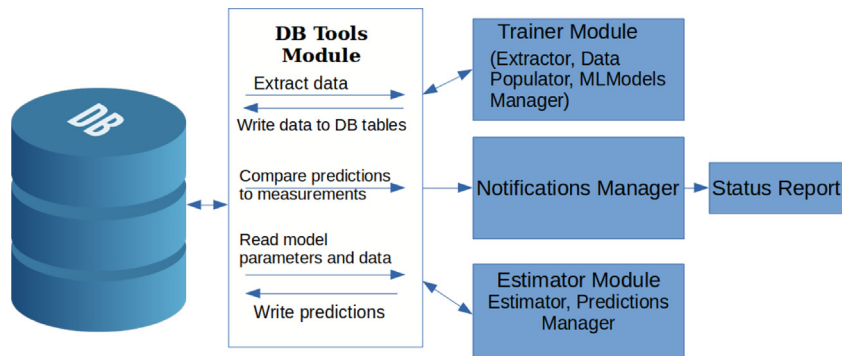 DB
DB Tools
Module
Extract data
Write data to DB tables
Compare predictions
to measurements
Read model
parameters and data
Write predictions
Trainer Module
(Extractor, Data
Populator, MLModels
Manager)
Notifications Manager
Status Report
Estimator Module
Estimator, Predictions
Manager